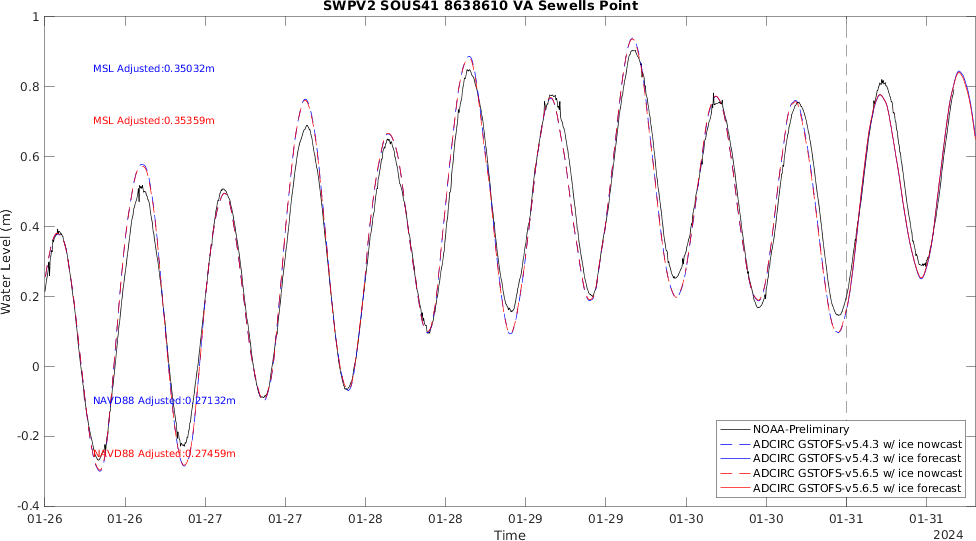 SWPV2 SOUS41 8638610 VA Sewells Point
1
0.8
0.6
0.4
0.2
0
-0.2
-0.4
Water Level (m)
MSL Adjusted:0.35032m
MSL Adjusted:0.35359m
NAVD88 Adjusted:0.27132m
NAVD88 Adjusted:0.27459m
NOAA-Preliminary
ADCIRC GSTOFS-v5.4.3 w/ ice nowcast
ADCIRC GSTOFS-v5.4.3 w/ ice forecast
ADCIRC GSTOFS-v5.6.5 w/ ice nowcast
ADCIRC GSTOFS-v5.6.5 w/ ice forecast
01-26 01-26 01-27 01-27 01-28 01-28 01-29 01-29 01-30 01-30 01-31 01-31
Time
2024